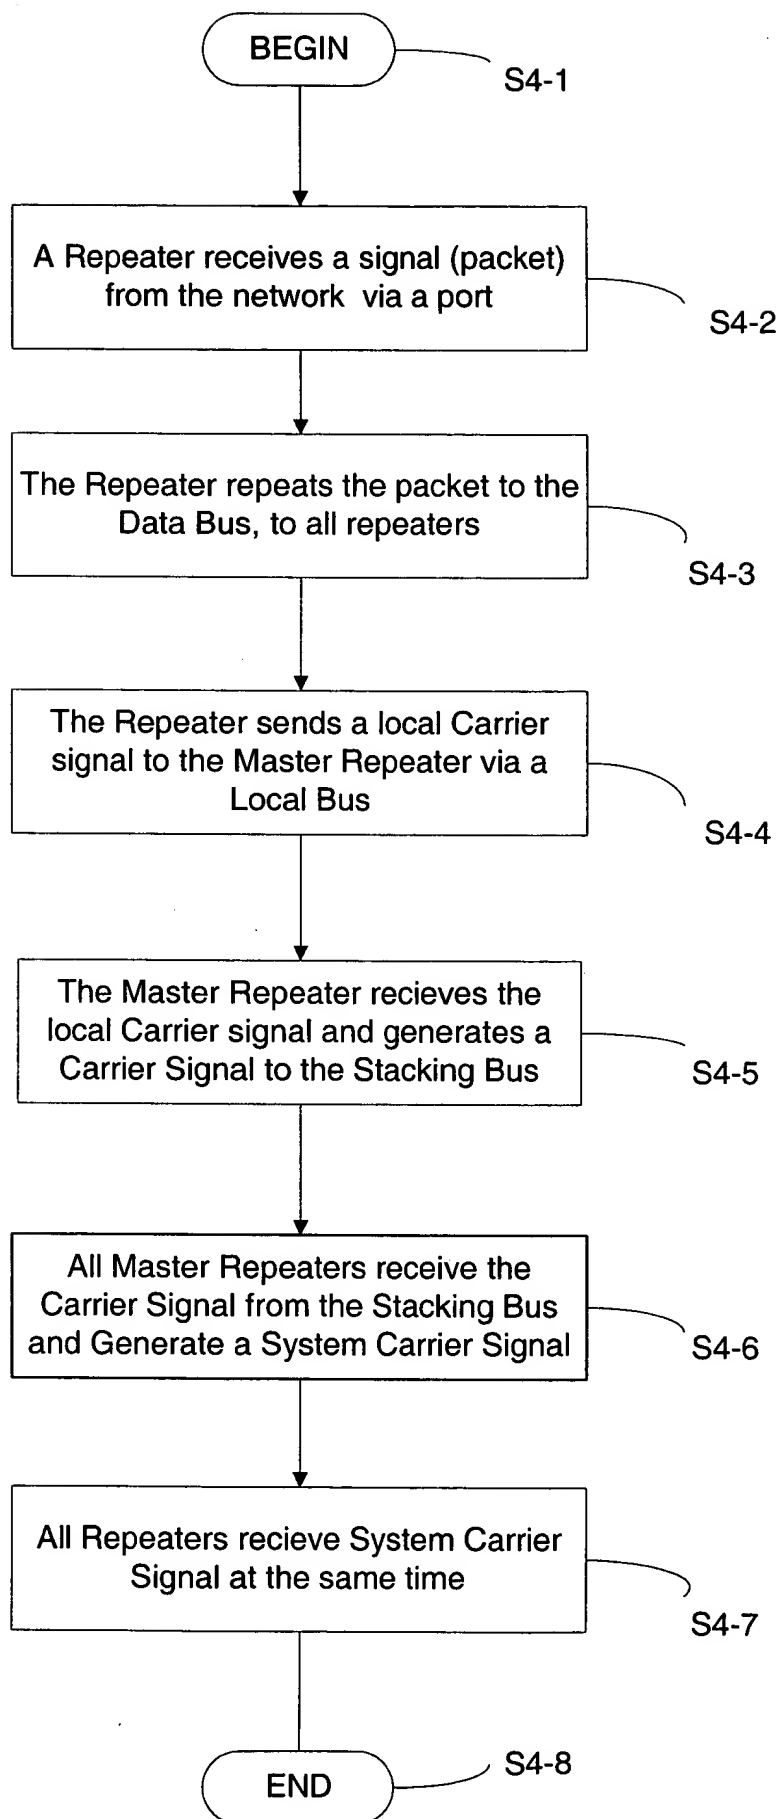 BEGIN
S4-1
A Repeater receives a signal (packet)
from the network via a port
S4-2
The Repeater repeats the packet to the
Data Bus, to all repeaters
S4-3
The Repeater sends a local Carrier
signal to the Master Repeater via a
Local Bus
S4-4
The Master Repeater recieves the
local Carrier signal and generates a
Carrier Signal to the Stacking Bus
S4-5
All Master Repeaters receive the
Carrier Signal from the Stacking Bus
and Generate a System Carrier Signal
S4-6
All Repeaters recieve System Carrier
Signal at the same time
S4-7
END
S4-8